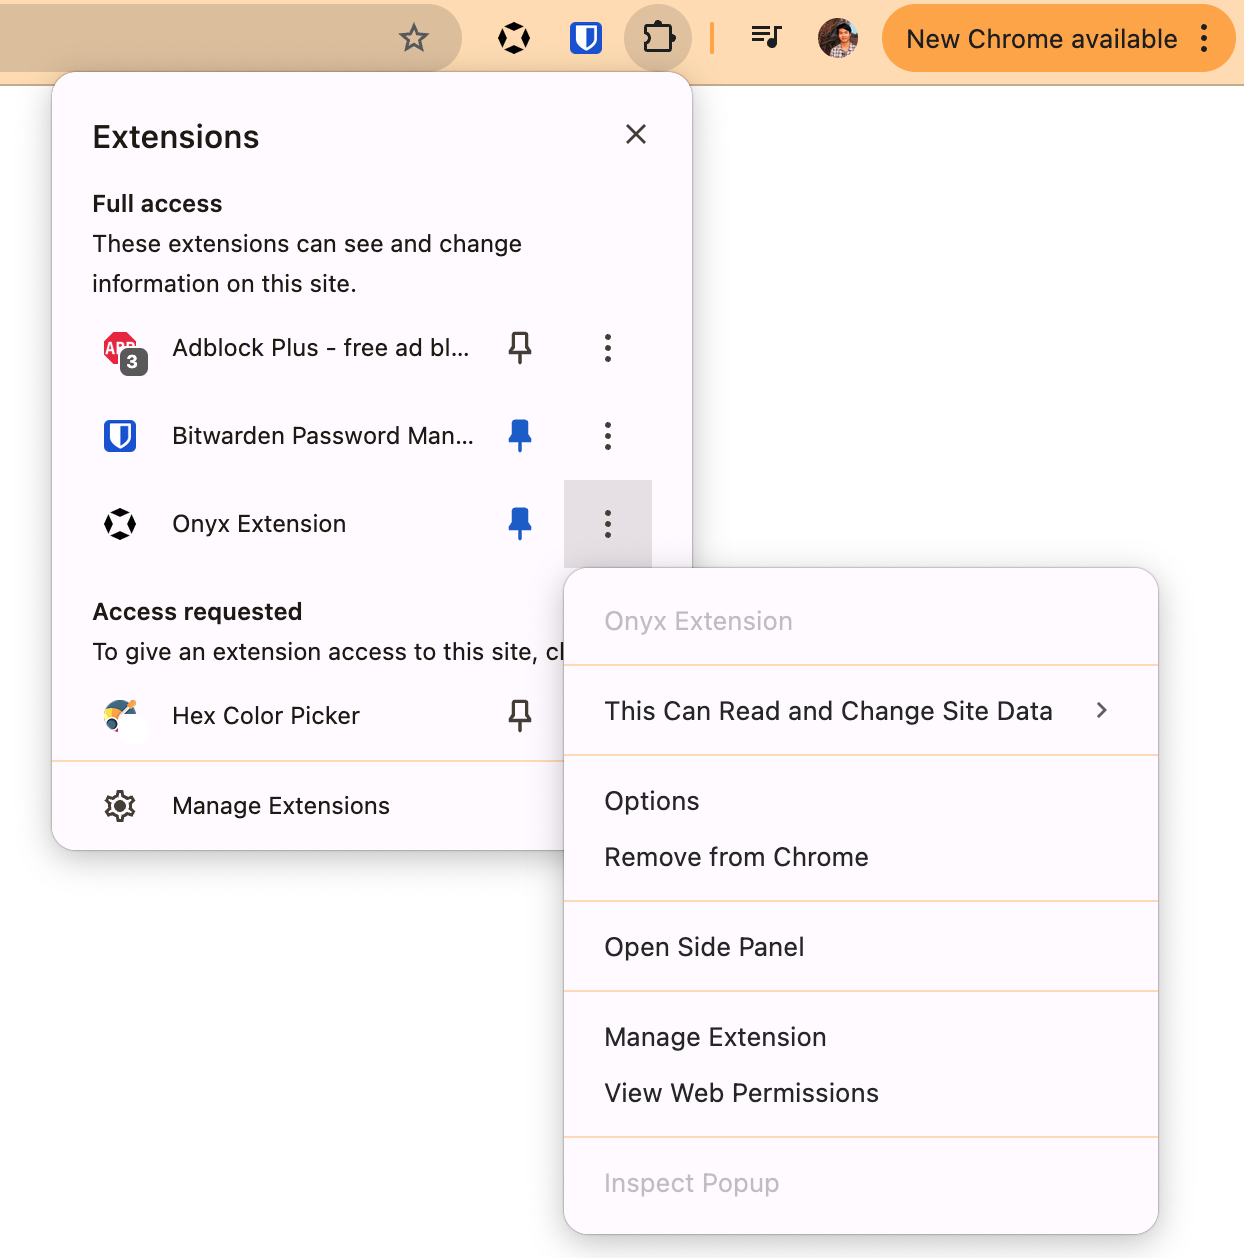 New Chrome available
Extensions
Full access
These extensions can see and change
information on this site.
ABP
3
Adblock Plus - free ad bl...
Bitwarden Password Man...
Onyx Extension
Access requested
To give an extension access to this site, cl
Hex Color Picker
Manage Extensions
Onyx Extension
This Can Read and Change Site Data
Options
Remove from Chrome
Open Side Panel
Manage Extension
View Web Permissions
Inspect Popup